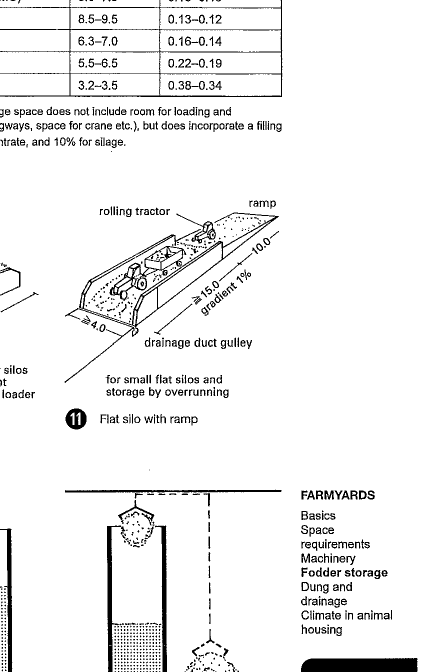 8.5–9.5 0.13–0.12
6.3–7.0 0.16–0.14
5.5–6.5 0.22–0.19
3.2–3.5 0.38–0.34
space does not include room for loading and
space for crane etc.), but does incorporate a filling
and 10% for silage.
rolling tractor
ramp
10.0
≥15.0
gradient 1%
≥4.0
drainage duct gulley
silos
loader
for small flat silos and
storage by overrunning
11 Flat silo with ramp
FARMYARDS
Basics
Space
requirements
Machinery
Fodder storage
Dung and
drainage
Climate in animal
housing